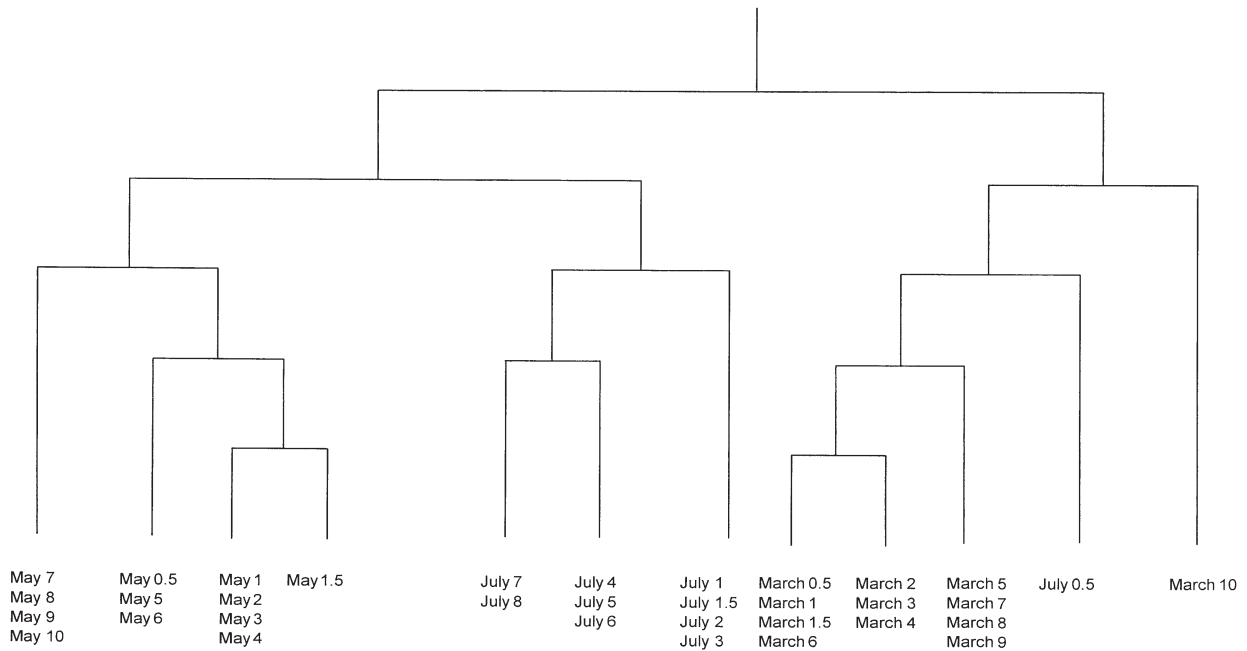 May 7
May 8
May 9
May 10
May 0.5
May 5
May 6
May 1
May 2
May 3
May 4
May 1.5
July 7
July 8
July 4
July 5
July 6
July 1
July 1.5
July 2
July 3
March 0.5
March 1
March 1.5
March 6
March 2
March 3
March 4
March 5
March 7
March 8
March 9
July 0.5
March 10